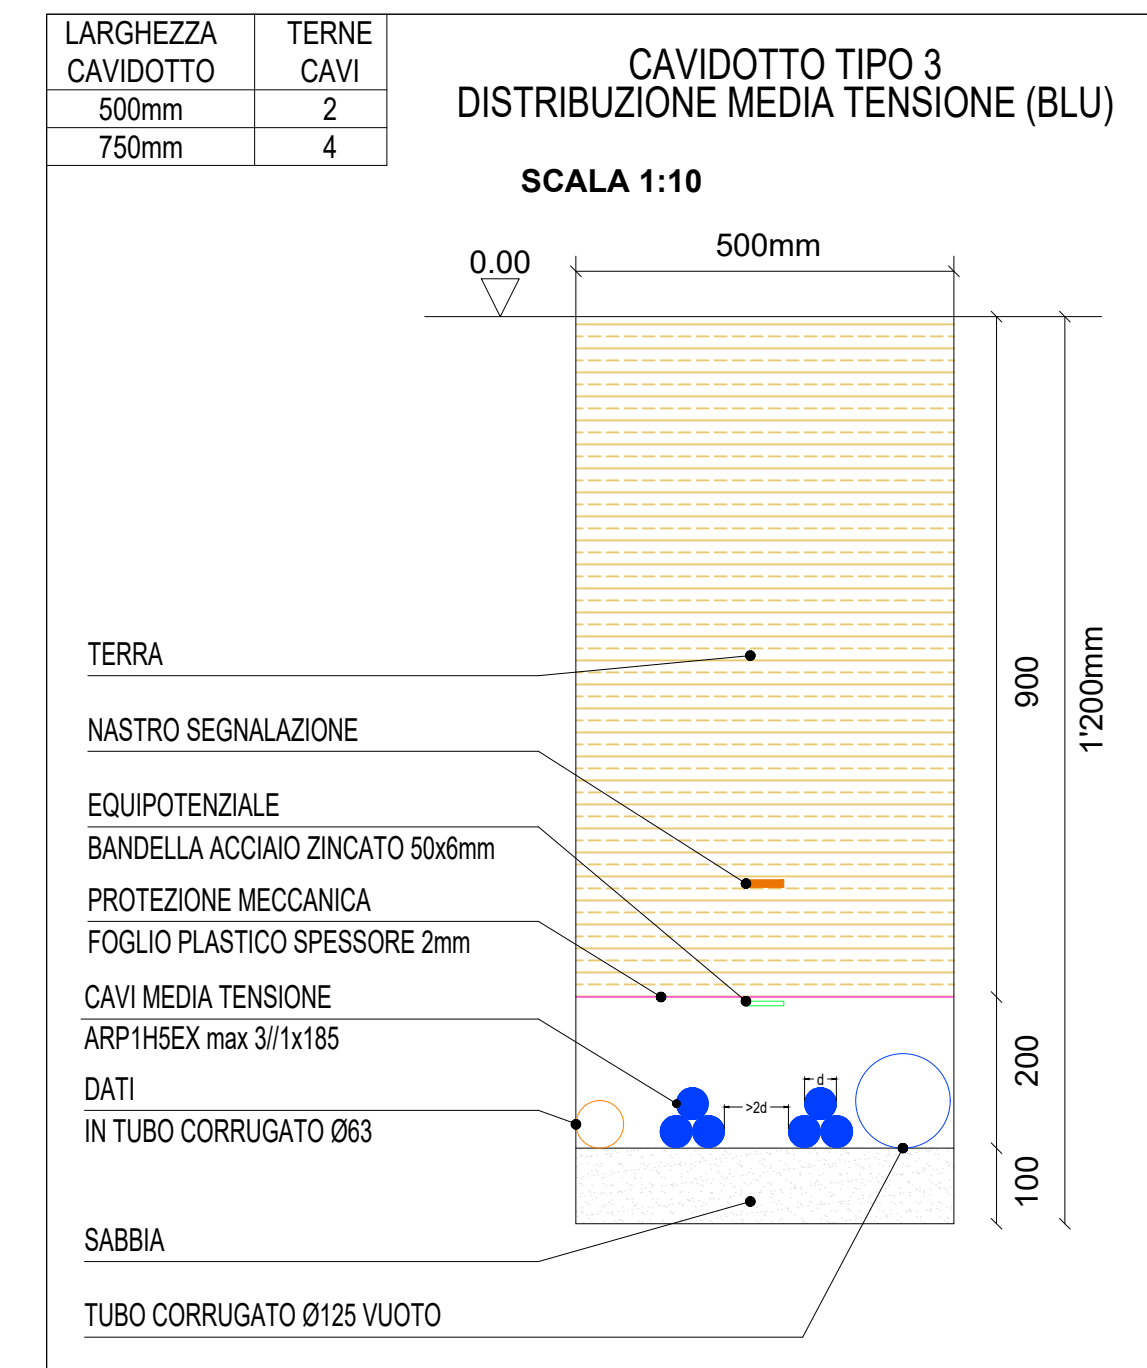 LARGHEZZA CAVIDOTTO
TERNE CAVI
500mm 2
750mm 4
CAVIDOTTO TIPO 3
DISTRIBUZIONE MEDIA TENSIONE (BLU)
SCALA 1:10
0.00
500mm
900
1'200mm
200
100
TERRA
NASTRO SEGNALAZIONE
EQUIPOTENZIALE
BANDELLA ACCIAIO ZINCATO 50x6mm
PROTEZIONE MECCANICA
FOGLIO PLASTICO SPESSORE 2mm
CAVI MEDIA TENSIONE
ARP1H5EX max 3//1x185
d
>2d
DATI
IN TUBO CORRUGATO Ø63
SABBIA
TUBO CORRUGATO Ø125 VUOTO